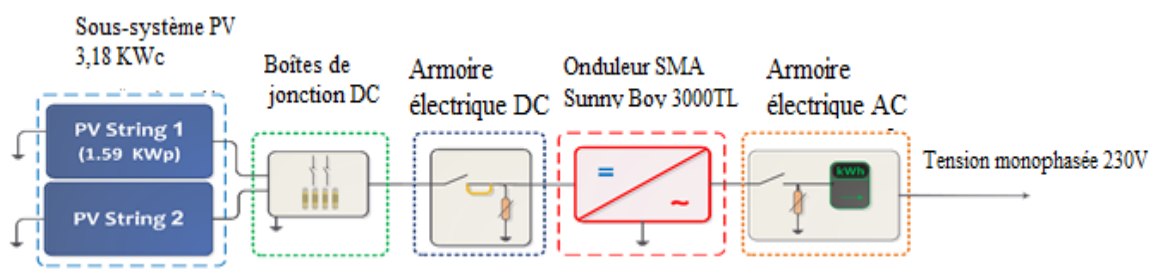 Sous-système PV
3,18 KWc
Boîtes de
jonction DC
Armoire
électrique DC
Onduleur SMA
Sunny Boy 3000TL
Armoire
électrique AC
PV String 1
(1.59 KWp)
PV String 2
kWh
Tension monophasée 230V